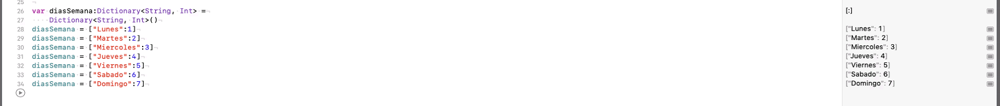 25
26 var diasSemana:Dictionary<String, Int> = [:]
27 Dictionary<String, Int>()
28 diasSemana = ["Lunes":1] ["Lunes": 1]
29 diasSemana = ["Martes":2] ["Martes": 2]
30 diasSemana = ["Miercoles":3] ["Miercoles": 3]
31 diasSemana = ["Jueves":4] ["Jueves": 4]
32 diasSemana = ["Viernes":5] ["Viernes": 5]
33 diasSemana = ["Sabado":6] ["Sabado": 6]
34 diasSemana = ["Domingo":7] ["Domingo": 7]